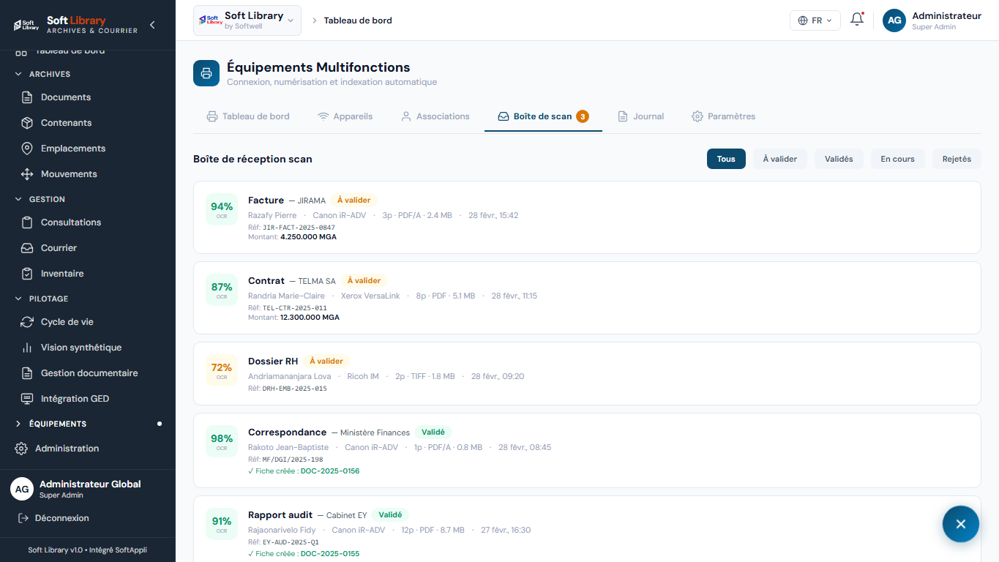 Soft Library
Soft Library
ARCHIVES & COURRIER
Tableau de bord
ARCHIVES
Documents
Contenants
Emplacements
Mouvements
GESTION
Consultations
Courrier
Inventaire
PILOTAGE
Cycle de vie
Vision synthétique
Gestion documentaire
Intégration GED
ÉQUIPEMENTS
Administration
AG
Administrateur Global
Super Admin
Déconnexion
Soft Library v1.0 • Intégré SoftAppli
Soft Library
Soft Library
by Softwell
Tableau de bord
FR
AG
Administrateur
Super Admin
Équipements Multifonctions
Connexion, numérisation et indexation automatique
Tableau de bord
Appareils
Associations
Boîte de scan 3
Journal
Paramètres
Boîte de réception scan
Tous
À valider
Validés
En cours
Rejetés
94%
OCR
Facture — JIRAMA À valider
Razafy Pierre · Canon iR-ADV · 3p · PDF/A · 2.4 MB · 28 févr., 15:42
Réf: JIR-FACT-2025-0847
Montant: 4.250.000 MGA
87%
OCR
Contrat — TELMA SA À valider
Randria Marie-Claire · Xerox VersaLink · 8p · PDF · 5.1 MB · 28 févr., 11:15
Réf: TEL-CTR-2025-011
Montant: 12.300.000 MGA
72%
OCR
Dossier RH À valider
Andriamananjara Lova · Ricoh IM · 2p · TIFF · 1.8 MB · 28 févr., 09:20
Réf: DRH-EMB-2025-015
98%
OCR
Correspondance — Ministère Finances Validé
Rakoto Jean-Baptiste · Canon iR-ADV · 1p · PDF/A · 0.8 MB · 28 févr., 08:45
Réf: MF/DGI/2025-198
✓ Fiche créée : DOC-2025-0156
91%
OCR
Rapport audit — Cabinet EY Validé
Rajaonarivelo Fidy · Canon iR-ADV · 12p · PDF · 8.7 MB · 27 févr., 16:30
Réf: EY-AUD-2025-Q1
✓ Fiche créée : DOC-2025-0155